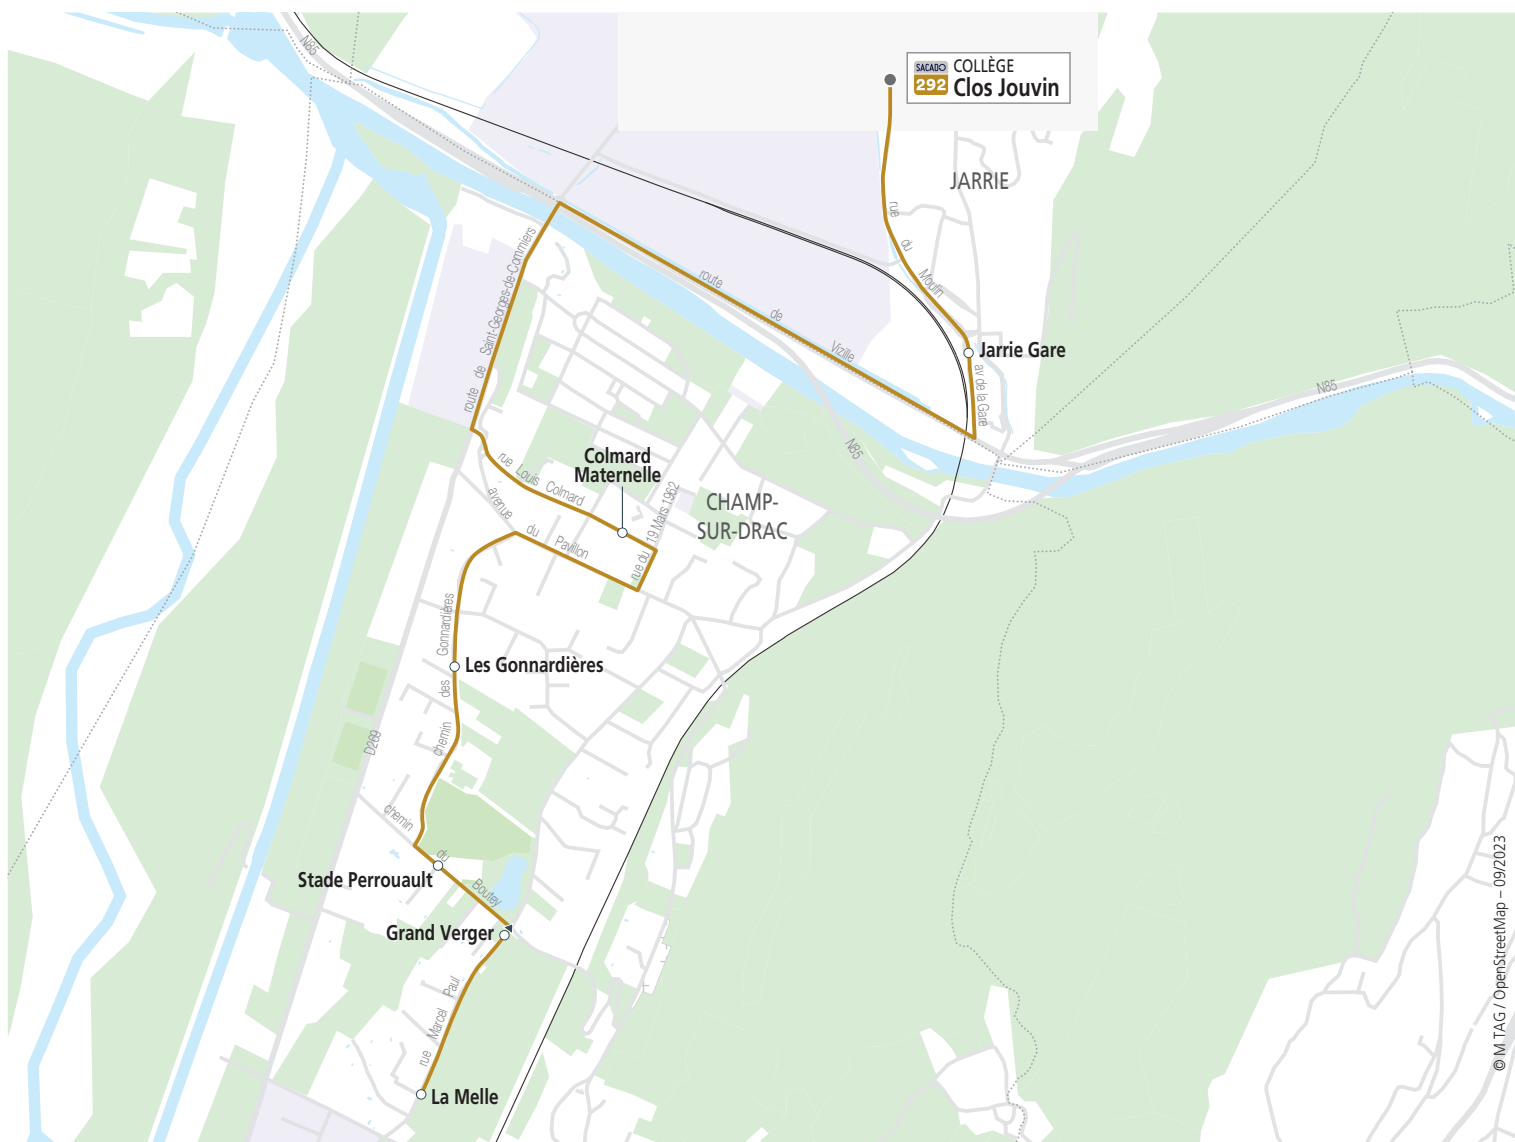 N85
SACADO
292
COLLÈGE
Clos Jouvin
JARRIE
rue du Moulin
route de Saint-Georges-de-Commiers
route de Vizille
Jarrie Gare
av de la Gare
N85
N85
Colmard
Maternelle
rue Louis Colmard
avenue du Pavillon
rue du 19 Mars 1962
CHAMP-
SUR-DRAC
chemin des Gonnardières
Les Gonnardières
D269
chemin du Boutey
Stade Perrouault
Grand Verger
rue Marcel Paul
La Melle
© M TAG / OpenStreetMap – 09/2023